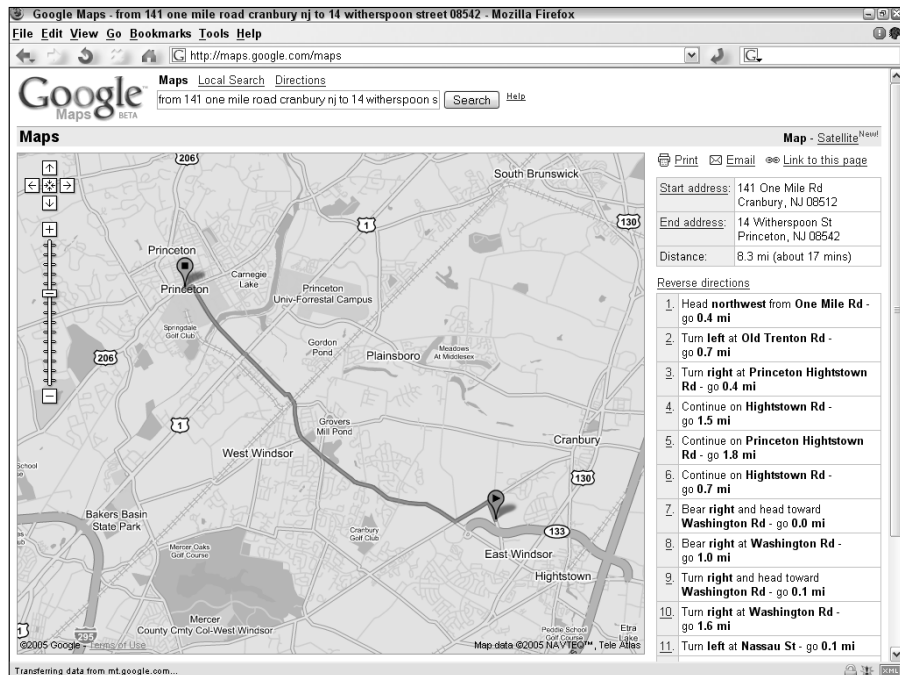 Google Maps - from 141 one mile road cranbury nj to 14 witherspoon street 08542 - Mozilla Firefox
File Edit View Go Bookmarks Tools Help
http://maps.google.com/maps
G
Google
Maps BETA
Maps Local Search Directions
from 141 one mile road cranbury nj to 14 witherspoon s Search Help
Maps
Map - Satellite New!
Print Email Link to this page
Start address: 141 One Mile Rd
Cranbury, NJ 08512
End address: 14 Witherspoon St
Princeton, NJ 08542
Distance: 8.3 mi (about 17 mins)
Reverse directions
1. Head northwest from One Mile Rd -
go 0.4 mi
2. Turn left at Old Trenton Rd -
go 0.7 mi
3. Turn right at Princeton Hightstown
Rd - go 0.4 mi
4. Continue on Hightstown Rd -
go 1.5 mi
5. Continue on Princeton Hightstown
Rd - go 1.8 mi
6. Continue on Hightstown Rd -
go 0.7 mi
7. Bear right and head toward
Washington Rd - go 0.0 mi
8. Bear right at Washington Rd -
go 1.0 mi
9. Turn right and head toward
Washington Rd - go 0.1 mi
10. Turn right at Washington Rd -
go 1.6 mi
11. Turn left at Nassau St - go 0.1 mi
206
South Brunswick
130
1
Princeton
Carnegie
Lake
Princeton
Univ-Forrestal Campus
Princeton
Springdale
Golf Club
Gordon
Pond
Meadows
At Middlesex
Plainsboro
206
1
Grovers
Mill Pond
West Windsor
Cranbury
130
School
Bakers Basin
State Park
Cranbury
Golf Club
133
Mercer Oaks
Golf Course
East Windsor
Hightstown
Mercer
County Cmty Col-West Windsor
Peddie School
Golf Course
Etra
Lake
1
295
©2005 Google - Terms of Use
Map data ©2005 NAVTEQ™, Tele Atlas
Transferring data from mt.google.com...
XML